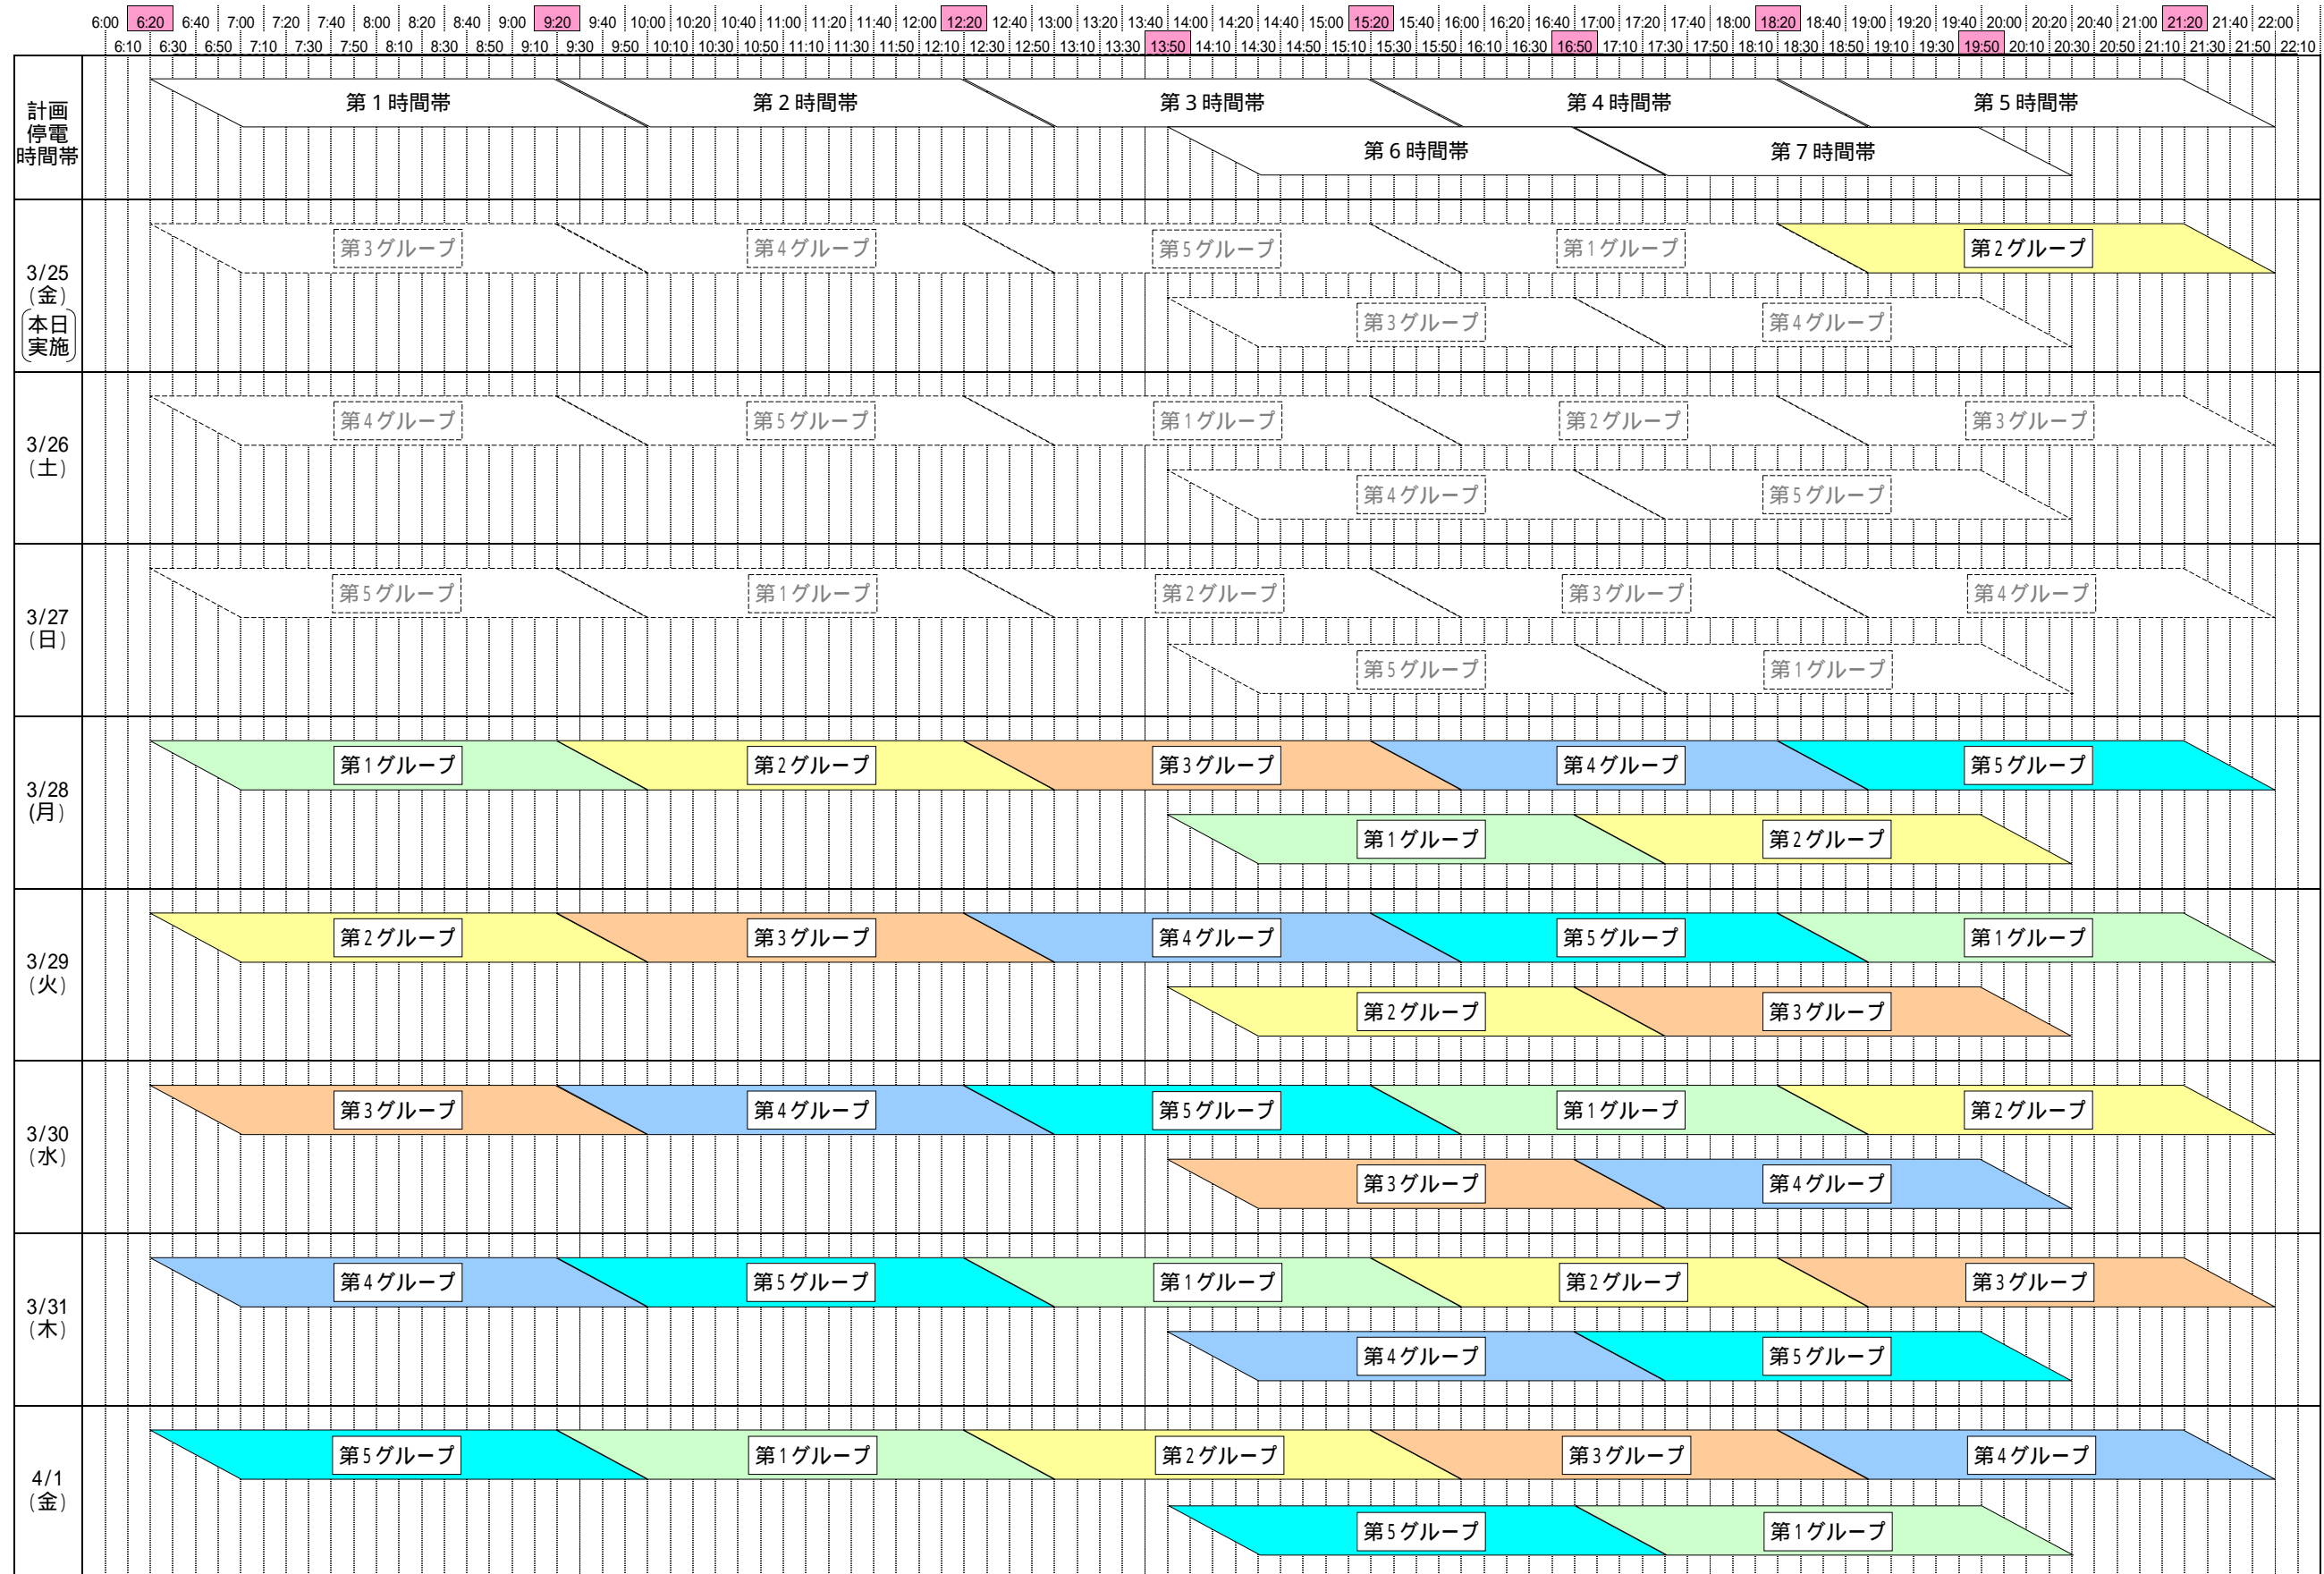 6:00 6:20 6:40 7:00 7:20 7:40 8:00 8:20 8:40 9:00 9:20 9:40 10:00 10:20 10:40 11:00 11:20 11:40 12:00 12:20 12:40 13:00 13:20 13:40 14:00 14:20 14:40 15:00 15:20 15:40 16:00 16:20 16:40 17:00 17:20 17:40 18:00 18:20 18:40 19:00 19:20 19:40 20:00 20:20 20:40 21:00 21:20 21:40 22:00
6:10 6:30 6:50 7:10 7:30 7:50 8:10 8:30 8:50 9:10 9:30 9:50 10:10 10:30 10:50 11:10 11:30 11:50 12:10 12:30 12:50 13:10 13:30 13:50 14:10 14:30 14:50 15:10 15:30 15:50 16:10 16:30 16:50 17:10 17:30 17:50 18:10 18:30 18:50 19:10 19:30 19:50 20:10 20:30 20:50 21:10 21:30 21:50 22:10
計画
停電
時間帯
第1時間帯 第2時間帯 第3時間帯 第4時間帯 第5時間帯
第6時間帯 第7時間帯
3/25
(金)
本日
実施
第3グループ 第4グループ 第5グループ 第1グループ 第2グループ
第3グループ 第4グループ
3/26
(土)
第4グループ 第5グループ 第1グループ 第2グループ 第3グループ
第4グループ 第5グループ
3/27
(日)
第5グループ 第1グループ 第2グループ 第3グループ 第4グループ
第5グループ 第1グループ
3/28
(月)
第1グループ 第2グループ 第3グループ 第4グループ 第5グループ
第1グループ 第2グループ
3/29
(火)
第2グループ 第3グループ 第4グループ 第5グループ 第1グループ
第2グループ 第3グループ
3/30
(水)
第3グループ 第4グループ 第5グループ 第1グループ 第2グループ
第3グループ 第4グループ
3/31
(木)
第4グループ 第5グループ 第1グループ 第2グループ 第3グループ
第4グループ 第5グループ
4/1
(金)
第5グループ 第1グループ 第2グループ 第3グループ 第4グループ
第5グループ 第1グループ